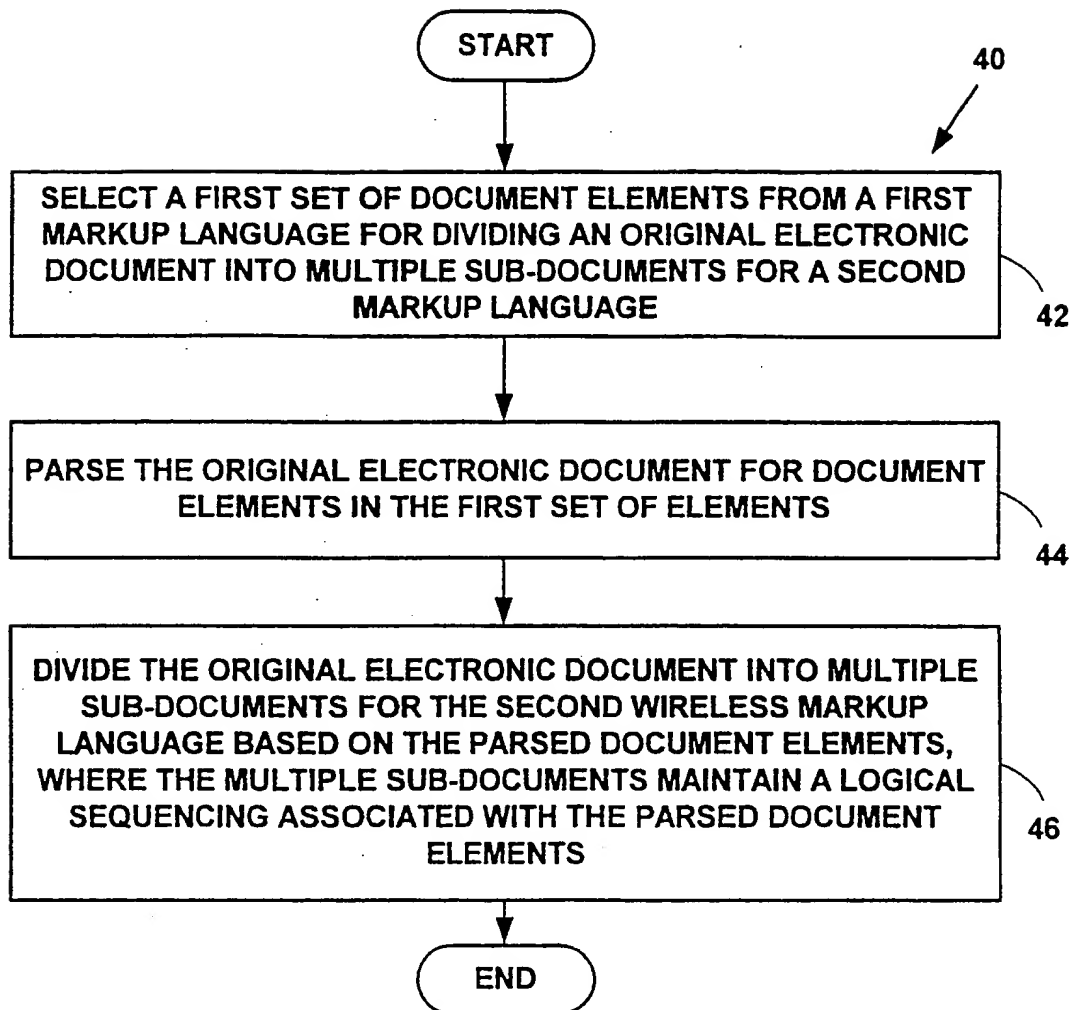 START
40
SELECT A FIRST SET OF DOCUMENT ELEMENTS FROM A FIRST
MARKUP LANGUAGE FOR DIVIDING AN ORIGINAL ELECTRONIC
DOCUMENT INTO MULTIPLE SUB-DOCUMENTS FOR A SECOND
MARKUP LANGUAGE
42
PARSE THE ORIGINAL ELECTRONIC DOCUMENT FOR DOCUMENT
ELEMENTS IN THE FIRST SET OF ELEMENTS
44
DIVIDE THE ORIGINAL ELECTRONIC DOCUMENT INTO MULTIPLE
SUB-DOCUMENTS FOR THE SECOND WIRELESS MARKUP
LANGUAGE BASED ON THE PARSED DOCUMENT ELEMENTS,
WHERE THE MULTIPLE SUB-DOCUMENTS MAINTAIN A LOGICAL
SEQUENCING ASSOCIATED WITH THE PARSED DOCUMENT
ELEMENTS
46
END